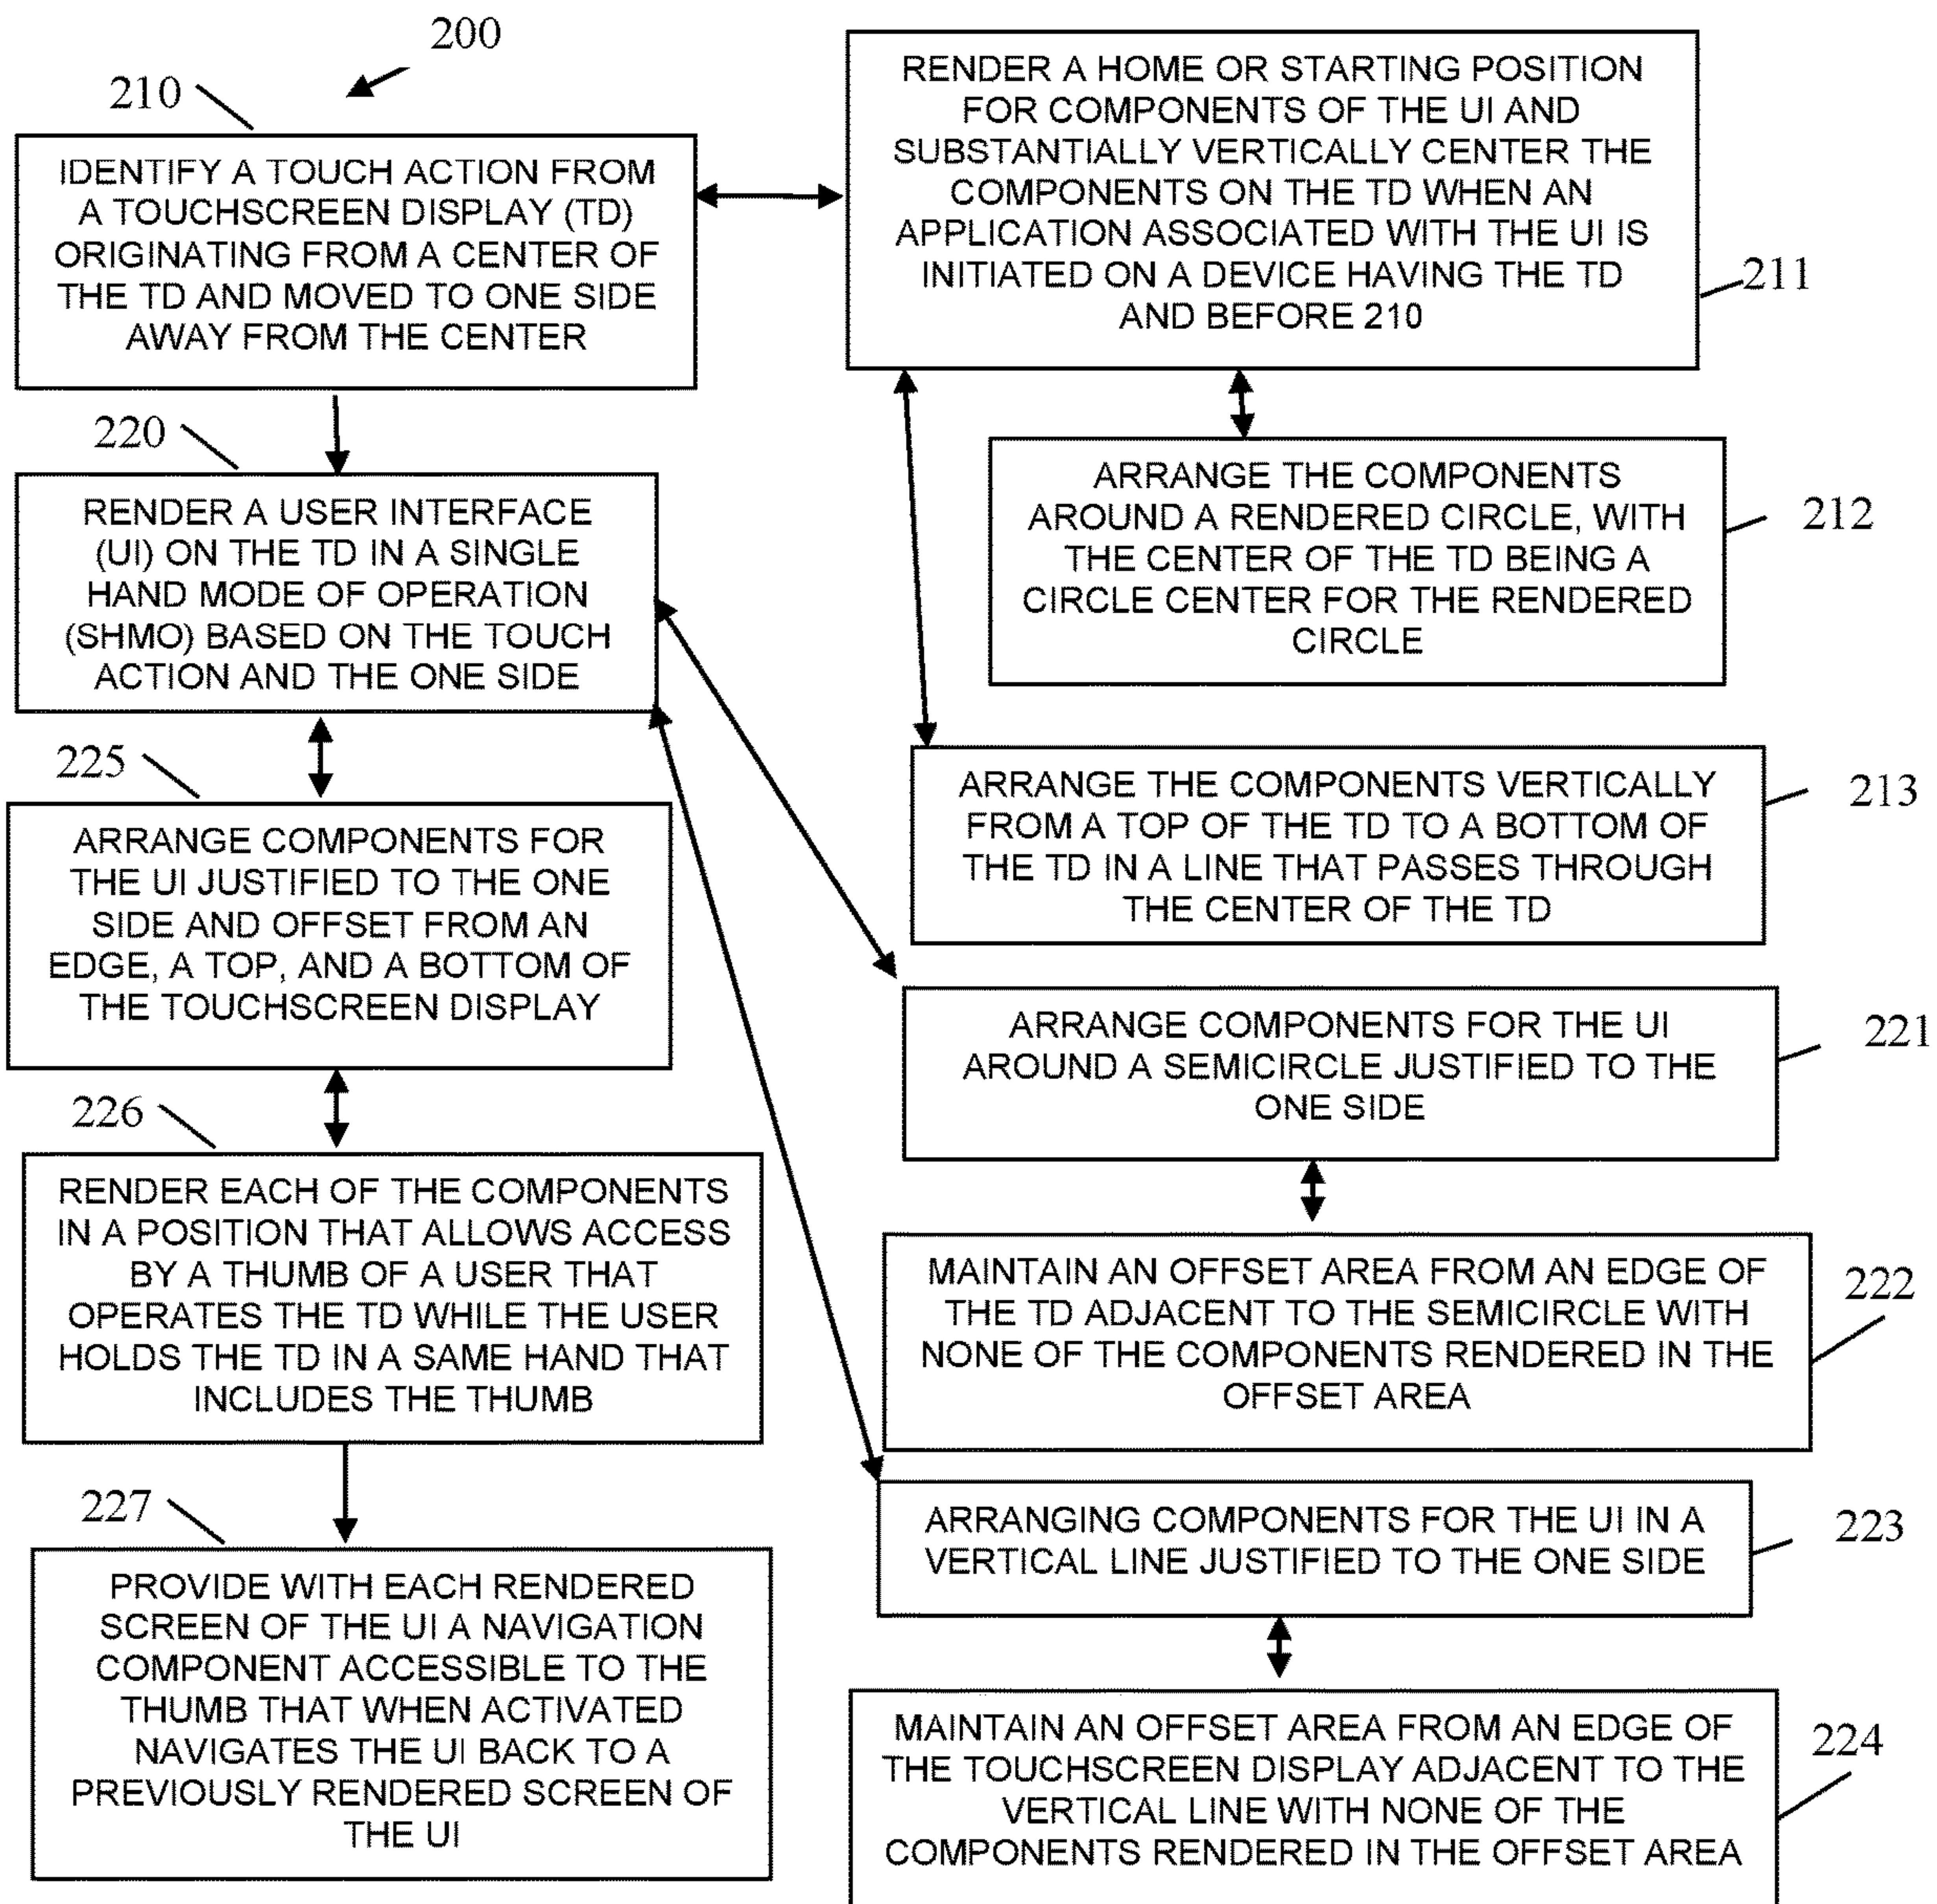 200
210
IDENTIFY A TOUCH ACTION FROM
A TOUCHSCREEN DISPLAY (TD)
ORIGINATING FROM A CENTER OF
THE TD AND MOVED TO ONE SIDE
AWAY FROM THE CENTER
RENDER A HOME OR STARTING POSITION
FOR COMPONENTS OF THE UI AND
SUBSTANTIALLY VERTICALLY CENTER THE
COMPONENTS ON THE TD WHEN AN
APPLICATION ASSOCIATED WITH THE UI IS
INITIATED ON A DEVICE HAVING THE TD
AND BEFORE 210
211
220
RENDER A USER INTERFACE
(UI) ON THE TD IN A SINGLE
HAND MODE OF OPERATION
(SHMO) BASED ON THE TOUCH
ACTION AND THE ONE SIDE
ARRANGE THE COMPONENTS
AROUND A RENDERED CIRCLE, WITH
THE CENTER OF THE TD BEING A
CIRCLE CENTER FOR THE RENDERED
CIRCLE
212
225
ARRANGE COMPONENTS FOR
THE UI JUSTIFIED TO THE ONE
SIDE AND OFFSET FROM AN
EDGE, A TOP, AND A BOTTOM OF
THE TOUCHSCREEN DISPLAY
ARRANGE THE COMPONENTS VERTICALLY
FROM A TOP OF THE TD TO A BOTTOM OF
THE TD IN A LINE THAT PASSES THROUGH
THE CENTER OF THE TD
213
ARRANGE COMPONENTS FOR THE UI
AROUND A SEMICIRCLE JUSTIFIED TO THE
ONE SIDE
221
226
RENDER EACH OF THE COMPONENTS
IN A POSITION THAT ALLOWS ACCESS
BY A THUMB OF A USER THAT
OPERATES THE TD WHILE THE USER
HOLDS THE TD IN A SAME HAND THAT
INCLUDES THE THUMB
MAINTAIN AN OFFSET AREA FROM AN EDGE OF
THE TD ADJACENT TO THE SEMICIRCLE WITH
NONE OF THE COMPONENTS RENDERED IN THE
OFFSET AREA
222
227
PROVIDE WITH EACH RENDERED
SCREEN OF THE UI A NAVIGATION
COMPONENT ACCESSIBLE TO THE
THUMB THAT WHEN ACTIVATED
NAVIGATES THE UI BACK TO A
PREVIOUSLY RENDERED SCREEN OF
THE UI
ARRANGING COMPONENTS FOR THE UI IN A
VERTICAL LINE JUSTIFIED TO THE ONE SIDE
223
MAINTAIN AN OFFSET AREA FROM AN EDGE OF
THE TOUCHSCREEN DISPLAY ADJACENT TO THE
VERTICAL LINE WITH NONE OF THE
COMPONENTS RENDERED IN THE OFFSET AREA
224